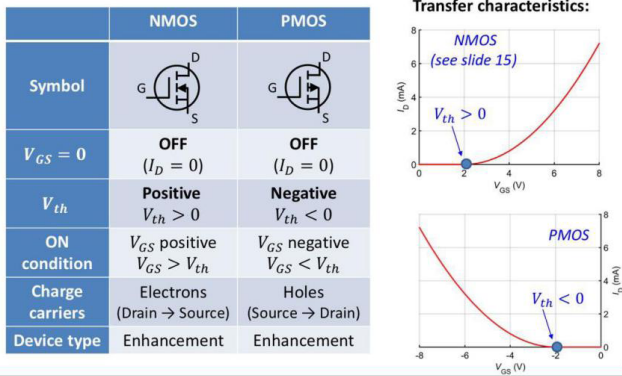 NMOS PMOS
Symbol
D
G
S
D
G
S
V_GS = 0
OFF
(I_D = 0)
OFF
(I_D = 0)
V_th
Positive
V_th > 0
Negative
V_th < 0
ON
condition
V_GS positive
V_GS > V_th
V_GS negative
V_GS < V_th
Charge
carriers
Electrons
(Drain → Source)
Holes
(Source → Drain)
Device type Enhancement Enhancement
Transfer characteristics:
NMOS
(see slide 15)
V_th > 0
I_D (mA)
8
6
4
2
0
0 2 4 6 8
V_GS (V)
PMOS
V_th < 0
I_D (mA)
8
6
4
2
0
-8 -6 -4 -2 0
V_GS (V)